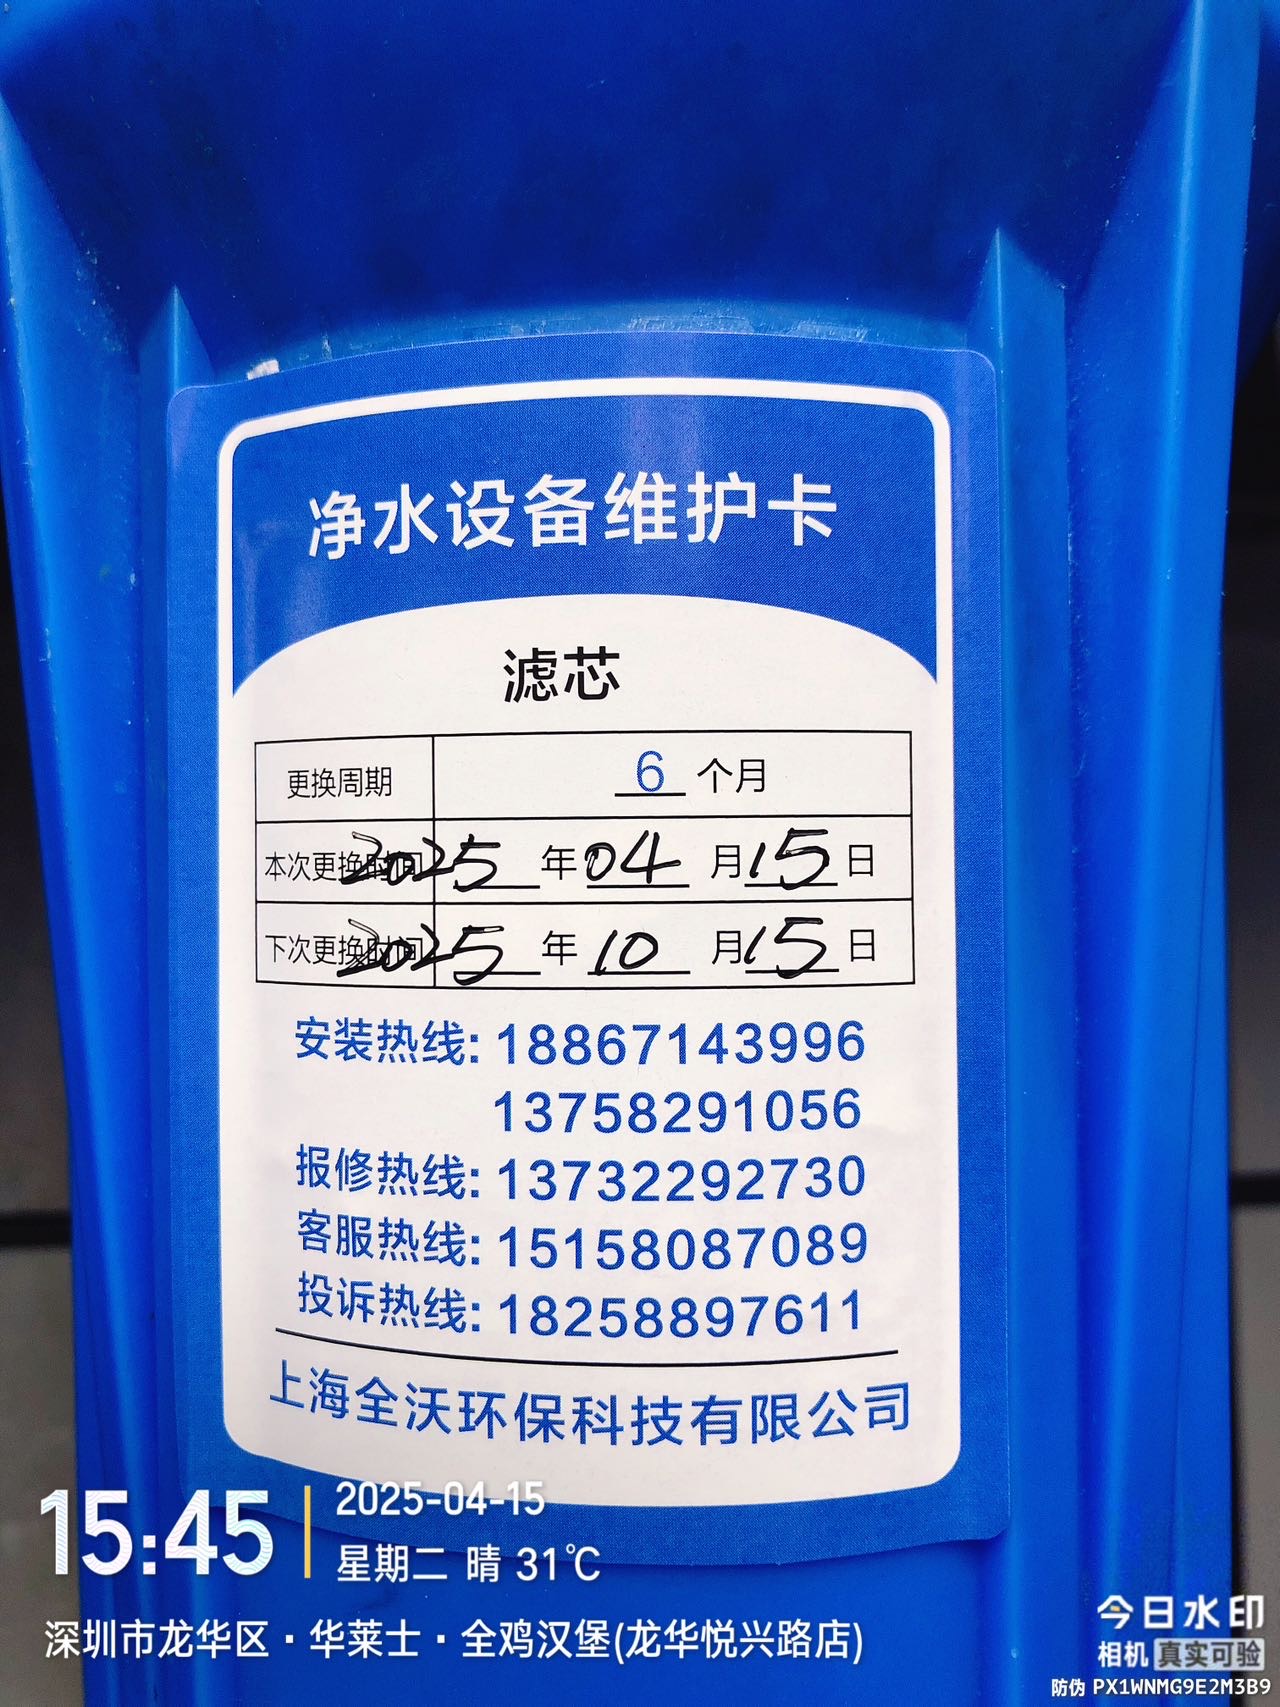 净水设备维护卡
滤芯
更换周期 6 个月
本次更换时间 2025 年 04 月 15 日
下次更换时间 2025 年 10 月 15 日
安装热线: 18867143996
13758291056
报修热线: 13732292730
客服热线: 15158087089
投诉热线: 18258897611
上海全沃环保科技有限公司
15:45
2025-04-15
星期二 晴 31℃
深圳市龙华区·华莱士·全鸡汉堡(龙华悦兴路店)
今日水印
相机 真实可验
防伪 PX1WNMG9E2M3B9